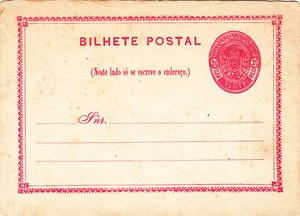 BILHETE POSTAL
(Neste lado só se escreve o endereço.)
Snr.